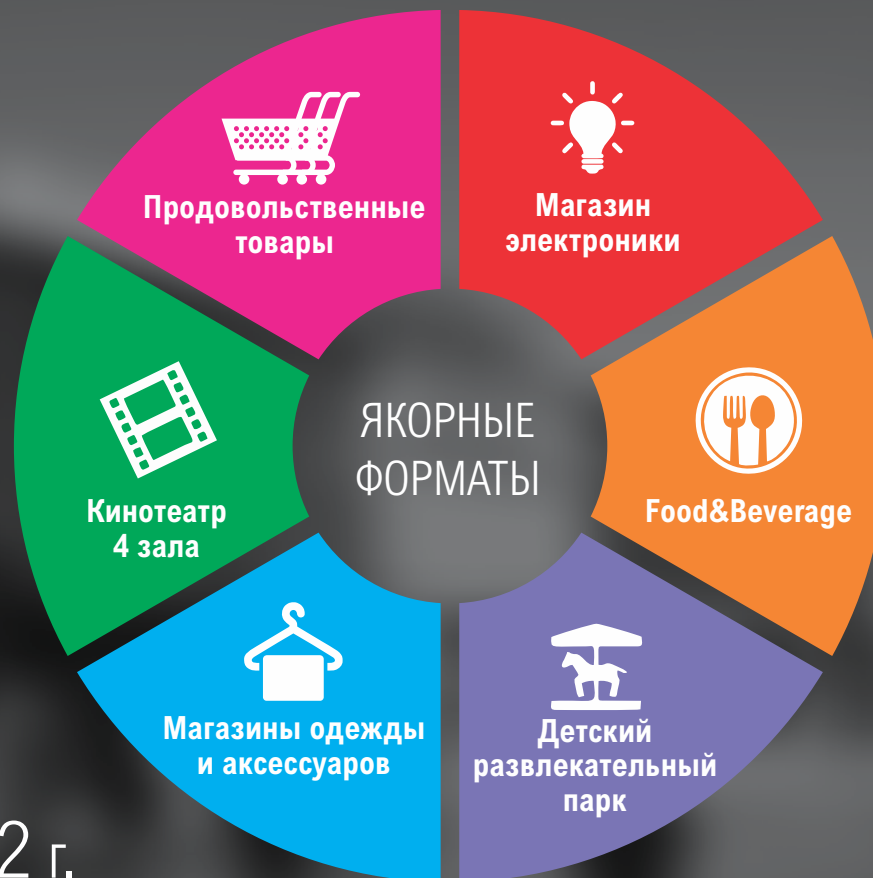 Продовольственные
товары
Магазин
электроники
ЯКОРНЫЕ
ФОРМАТЫ
Кинотеатр
4 зала
Food&Beverage
Магазины одежды
и аксессуаров
Детский
развлекательный
парк
2 г.